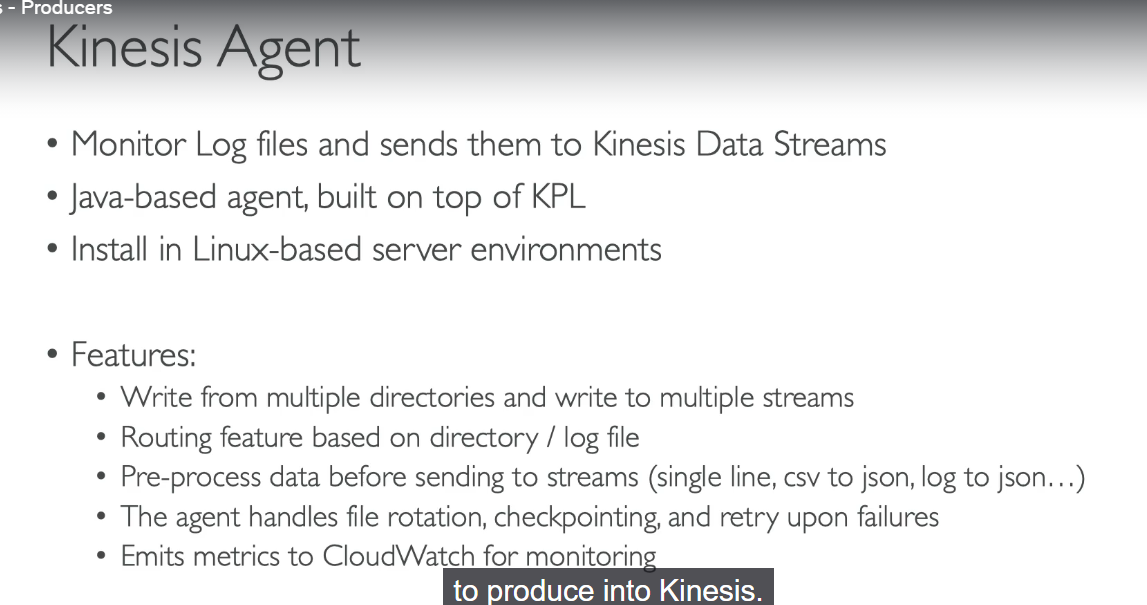 s - Producers
Kinesis Agent
• Monitor Log files and sends them to Kinesis Data Streams
• Java-based agent, built on top of KPL
• Install in Linux-based server environments
• Features:
• Write from multiple directories and write to multiple streams
• Routing feature based on directory / log file
• Pre-process data before sending to streams (single line, csv to json, log to json…)
• The agent handles file rotation, checkpointing, and retry upon failures
• Emits metrics to CloudWatch for monitoring
to produce into Kinesis.